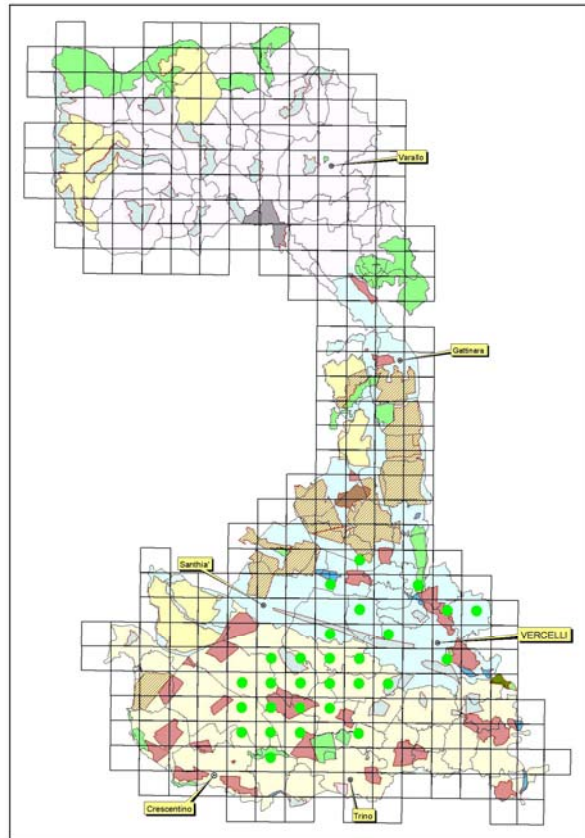 Varallo
Gattinara
Santhia'
VERCELLI
Crescentino
Trino